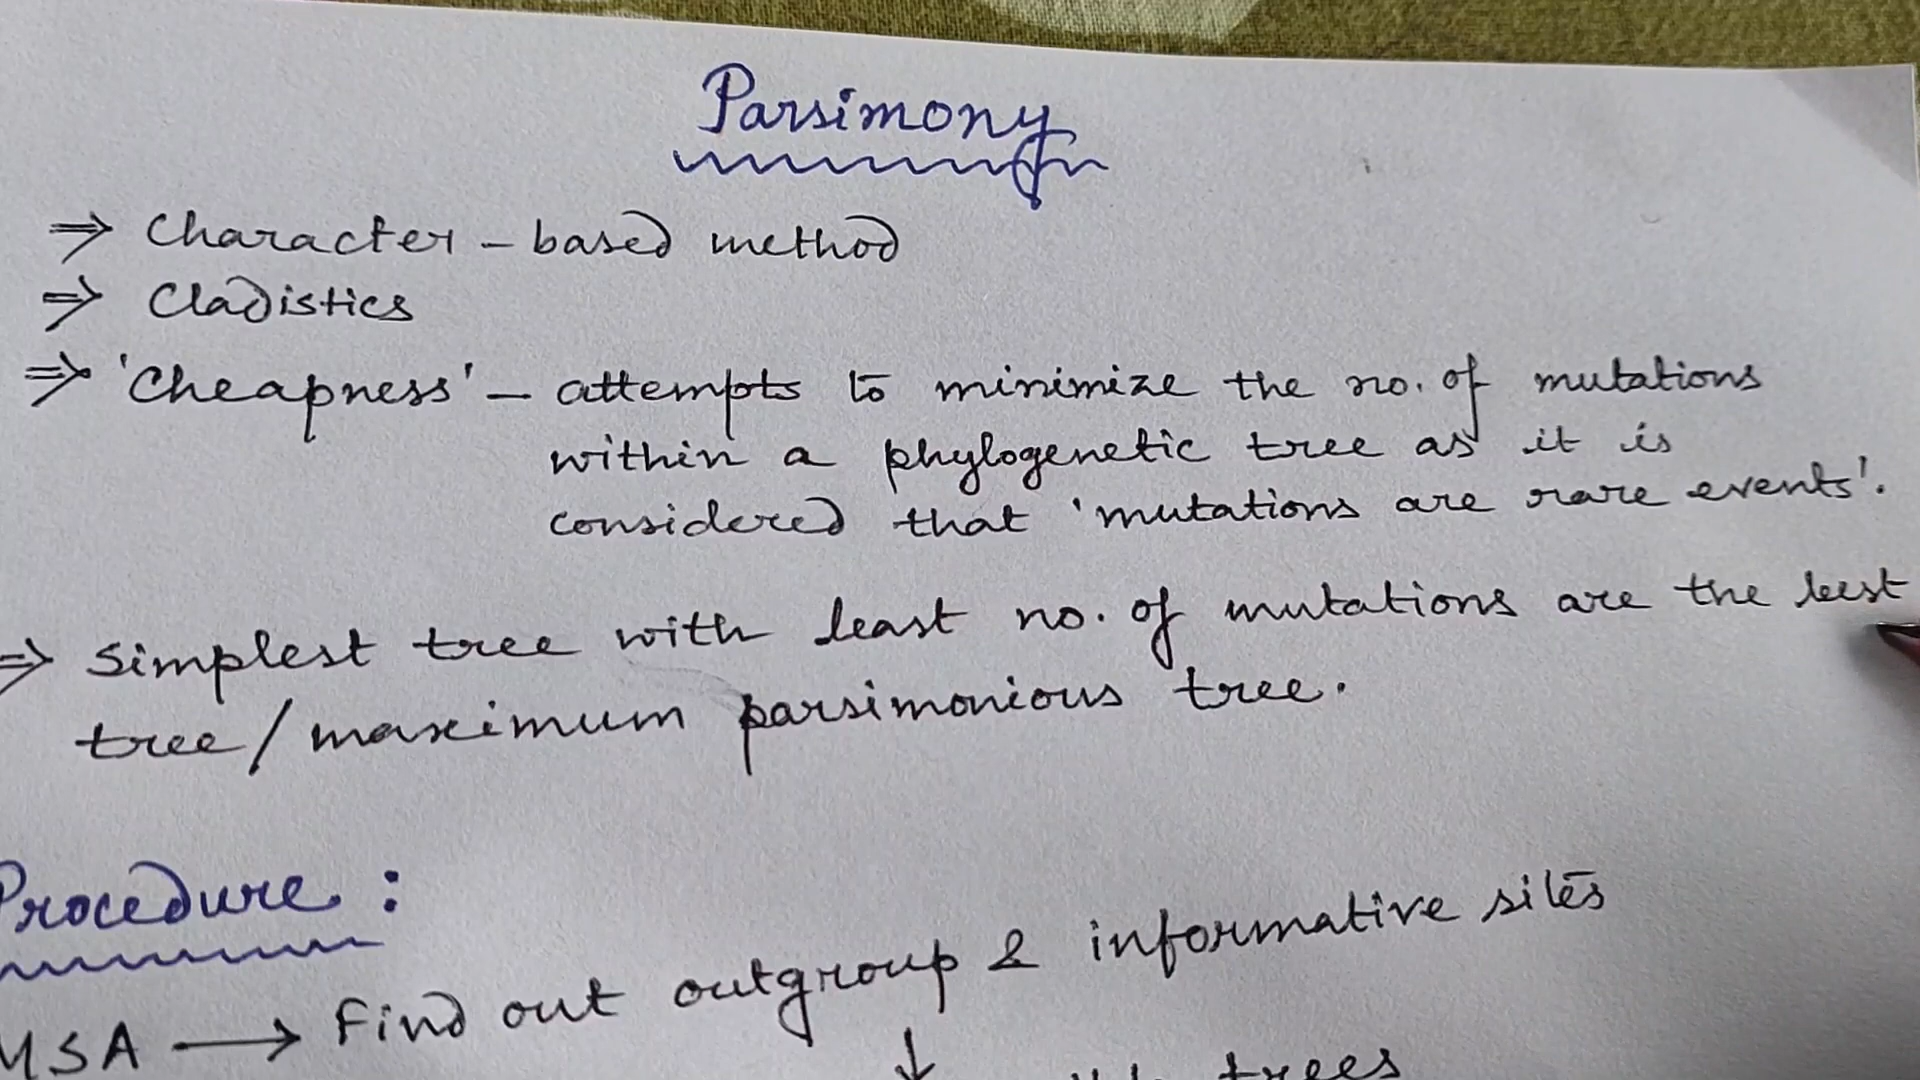 Parsimony
⇒ Character - based method
⇒ Cladistics
⇒ 'Cheapness' - attempts to minimize the no. of mutations
within a phylogenetic tree as it is
considered that 'mutations are rare events'.
⇒ Simplest tree with least no. of mutations are the best
tree / maximum parsimonious tree.
Procedure :
MSA → Find out outgroup & informative sites
↓
trees